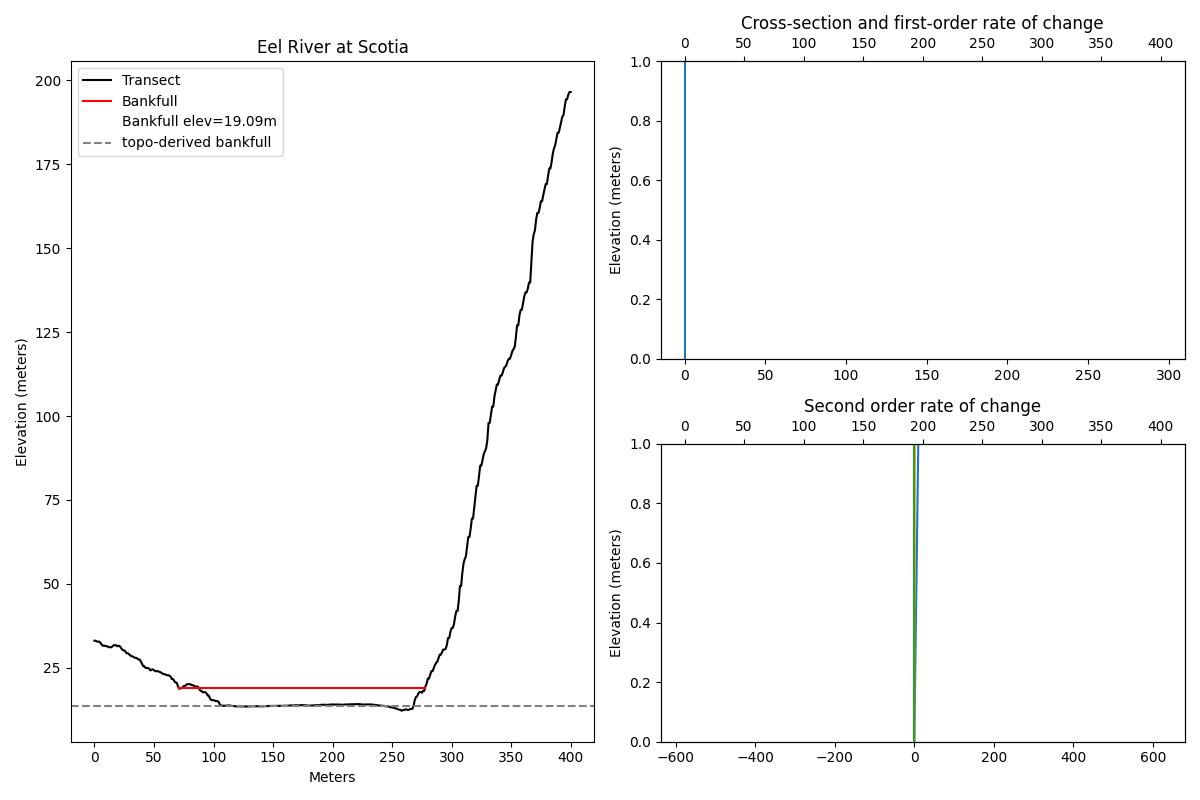 Eel River at Scotia
Transect
Bankfull
Bankfull elev=19.09m
topo-derived bankfull
200
175
150
125
100
75
50
25
Elevation (meters)
0 50 100 150 200 250 300 350 400
Meters
Cross-section and first-order rate of change
0 50 100 150 200 250 300 350 400
1.0
0.8
0.6
0.4
0.2
0.0
Elevation (meters)
0 50 100 150 200 250 300
Second order rate of change
0 50 100 150 200 250 300 350 400
1.0
0.8
0.6
0.4
0.2
0.0
Elevation (meters)
−600 −400 −200 0 200 400 600